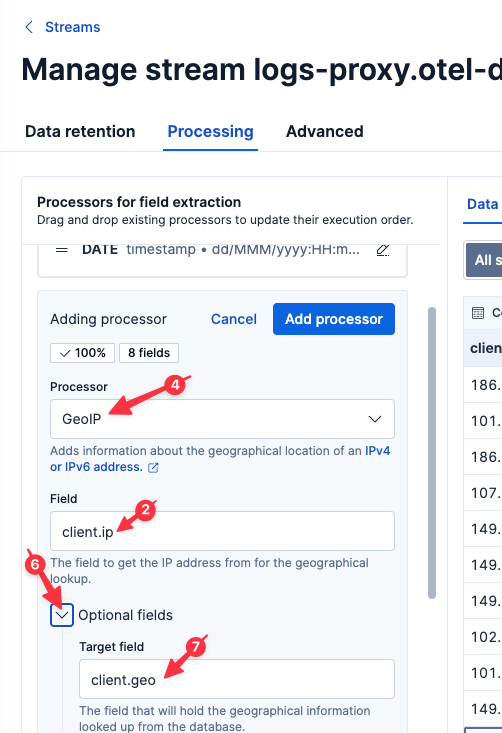 Streams
Manage stream logs-proxy.otel-d
Data retention
Processing
Advanced
Processors for field extraction
Drag and drop existing processors to update their execution order.
DATE timestamp • dd/MMM/yyyy:HH:m...
Adding processor
Cancel
Add processor
100%
8 fields
Processor
4
GeoIP
Adds information about the geographical location of an IPv4
or IPv6 address.
Field
2
client.ip
The field to get the IP address from for the geographical
lookup.
6
Optional fields
Target field
7
client.geo
The field that will hold the geographical information
looked up from the database.
Data
All s
Co
clien
186.
101.
186.
107.
149.
149.
149.
102.
149.
149.